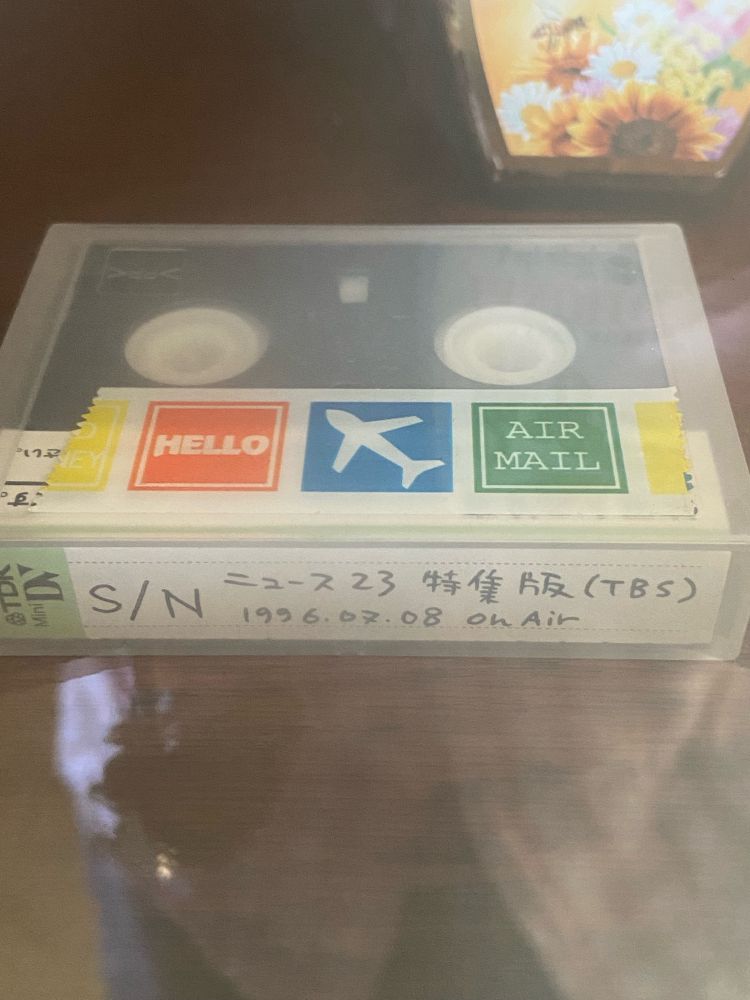 HELLO
AIR
MAIL
TDK
Mini DV
S/N
ニュース23 特集版(TBS)
1996.07.08 On Air